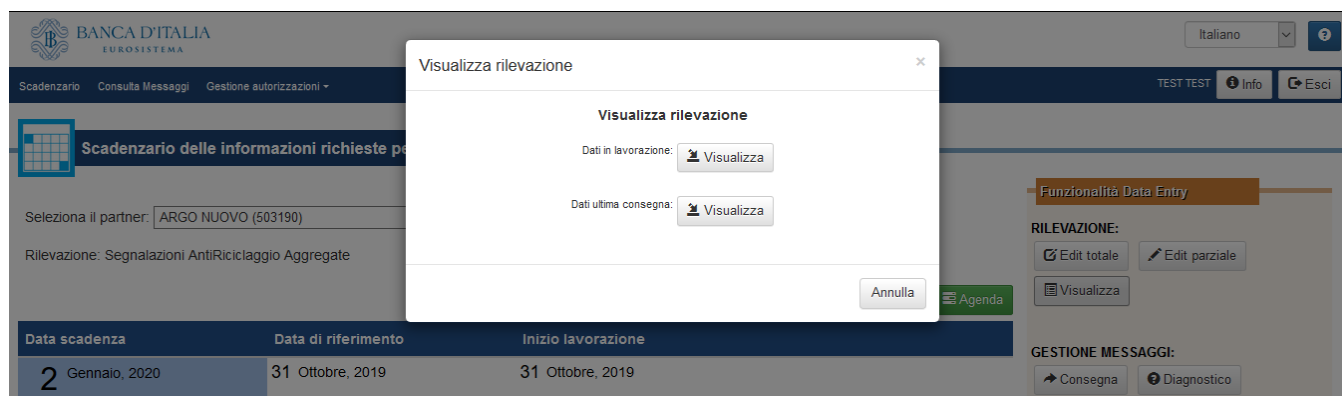 BANCA D'ITALIA
EUROSISTEMA
Italiano
Scadenzario Consulta Messaggi Gestione autorizzazioni
TEST TEST Info Esci
Visualizza rilevazione ×
Visualizza rilevazione
Dati in lavorazione: Visualizza
Dati ultima consegna: Visualizza
Annulla
Scadenzario delle informazioni richieste pe
Seleziona il partner: ARGO NUOVO (503190)
Rilevazione: Segnalazioni AntiRiciclaggio Aggregate
Agenda
Data scadenza Data di riferimento Inizio lavorazione
2 Gennaio, 2020 31 Ottobre, 2019 31 Ottobre, 2019
Funzionalità Data Entry
RILEVAZIONE:
Edit totale Edit parziale
Visualizza
GESTIONE MESSAGGI:
Consegna Diagnostico